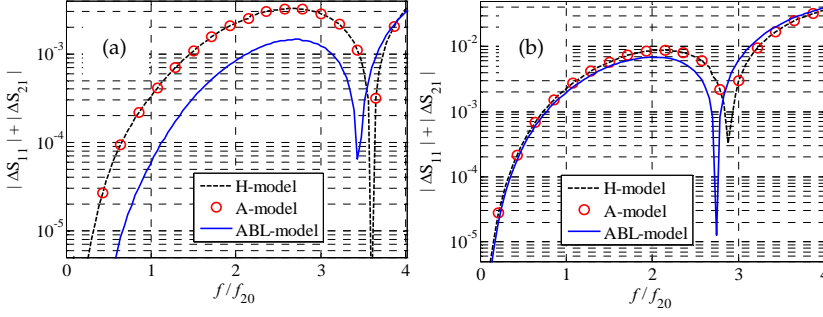 (a)
| ΔS₁₁ | + | ΔS₂₁ |
10⁻³
10⁻⁴
10⁻⁵
H-model
A-model
ABL-model
0 1 2 3 4
f/f₂₀
(b)
| ΔS₁₁ | + | ΔS₂₁ |
10⁻²
10⁻³
10⁻⁴
10⁻⁵
H-model
A-model
ABL-model
0 1 2 3 4
f/f₂₀